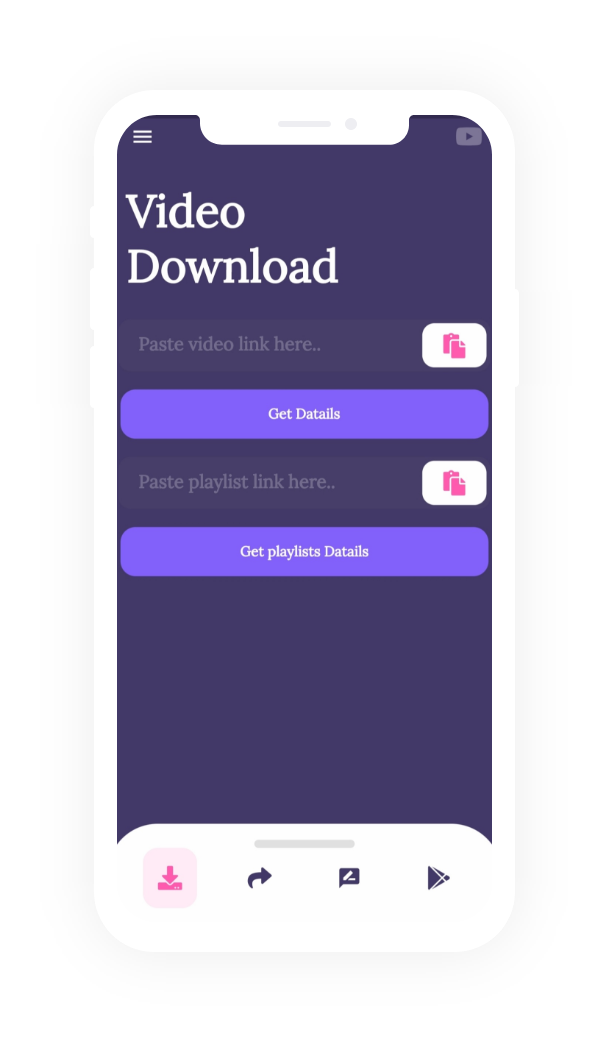 Video
Download
Paste video link here..
Get Datails
Paste playlist link here..
Get playlists Datails